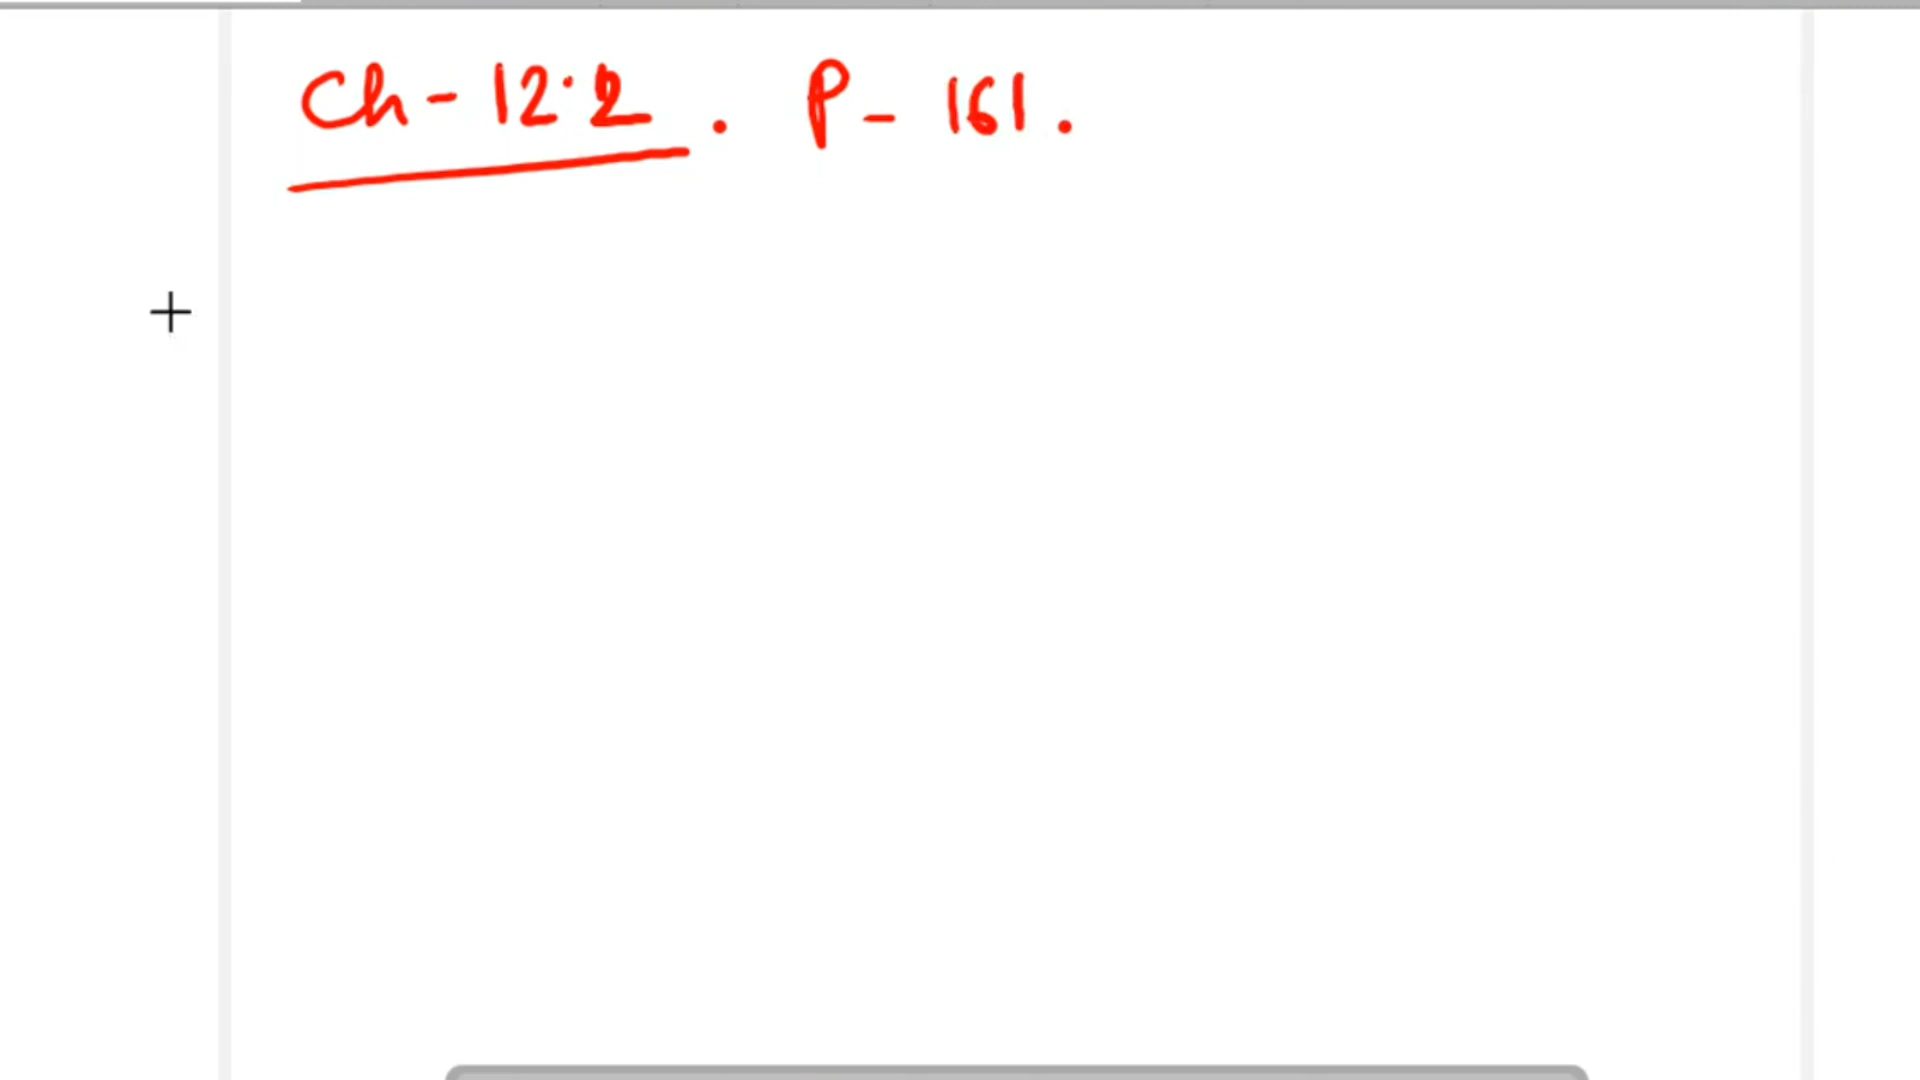 Ch - 12.2 . P - 161 .